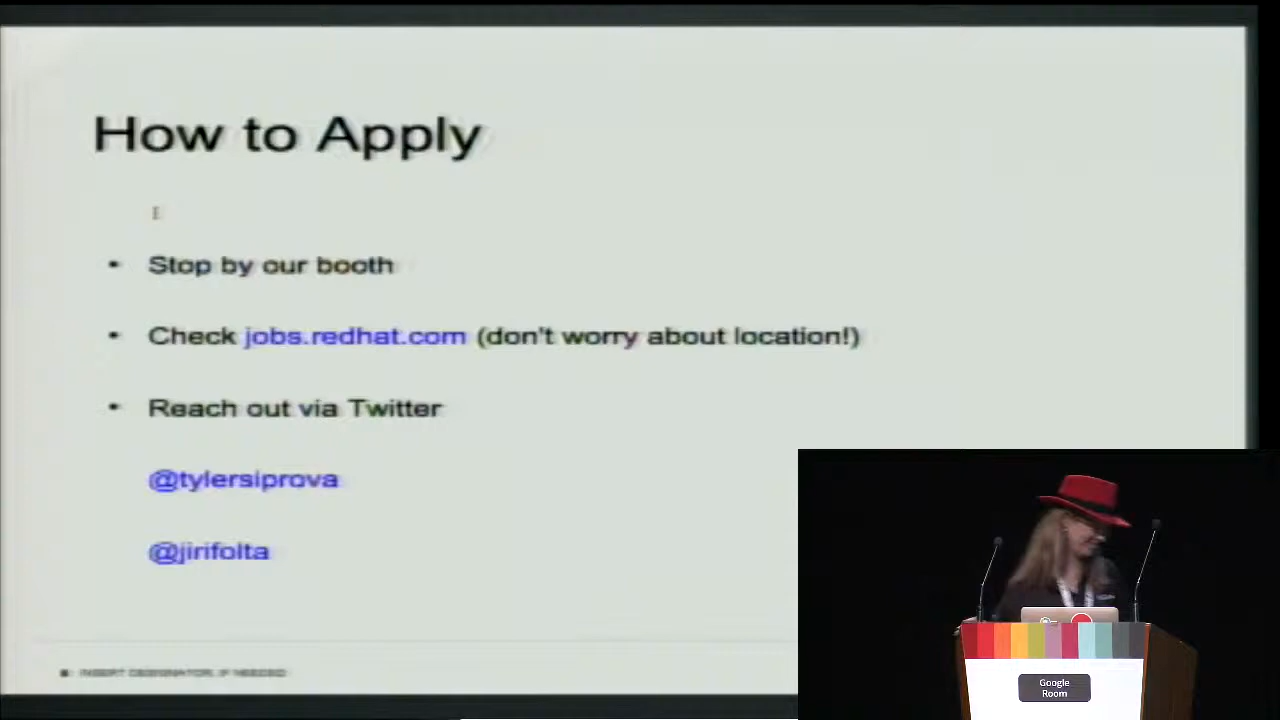 How to Apply
• Stop by our booth
• Check jobs.redhat.com (don't worry about location!)
• Reach out via Twitter
@tylersiprova
@jirifolta
INSERT DESIGNATOR, IF NEEDED
Google
Room